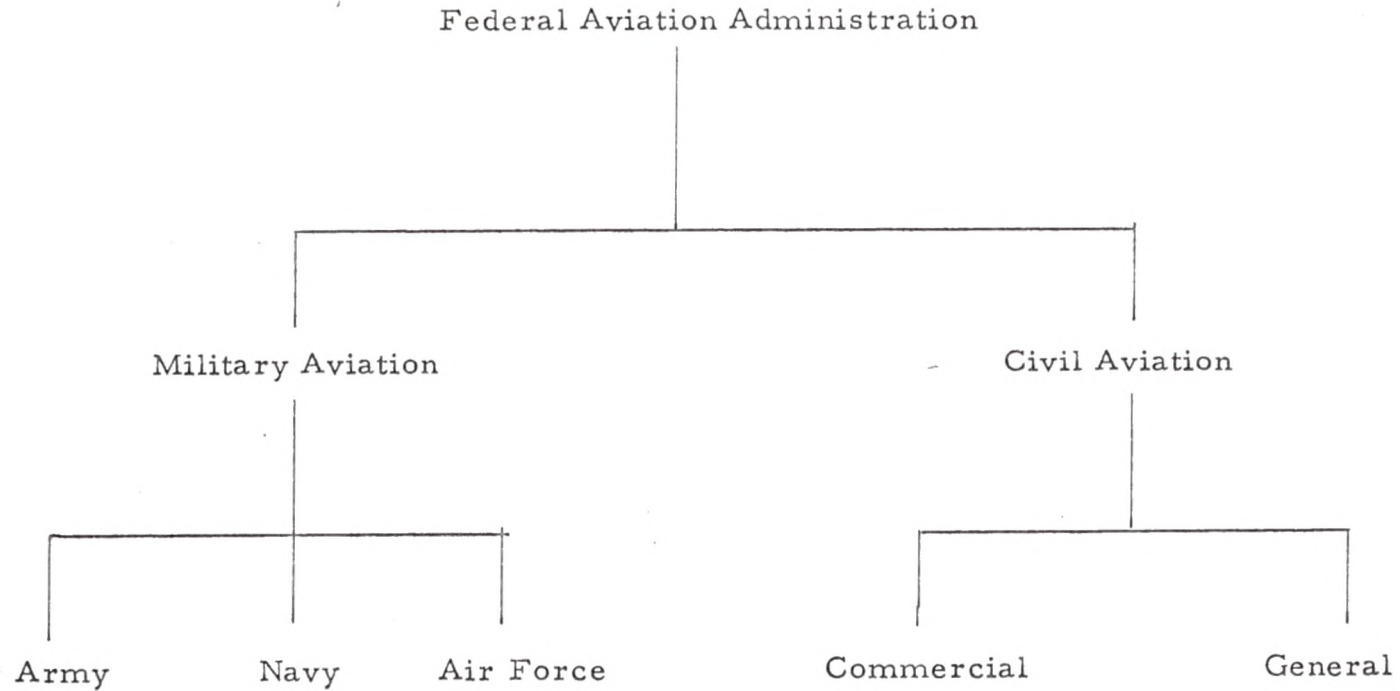 Federal Aviation Administration
Military Aviation
Civil Aviation
Army
Navy
Air Force
Commercial
General